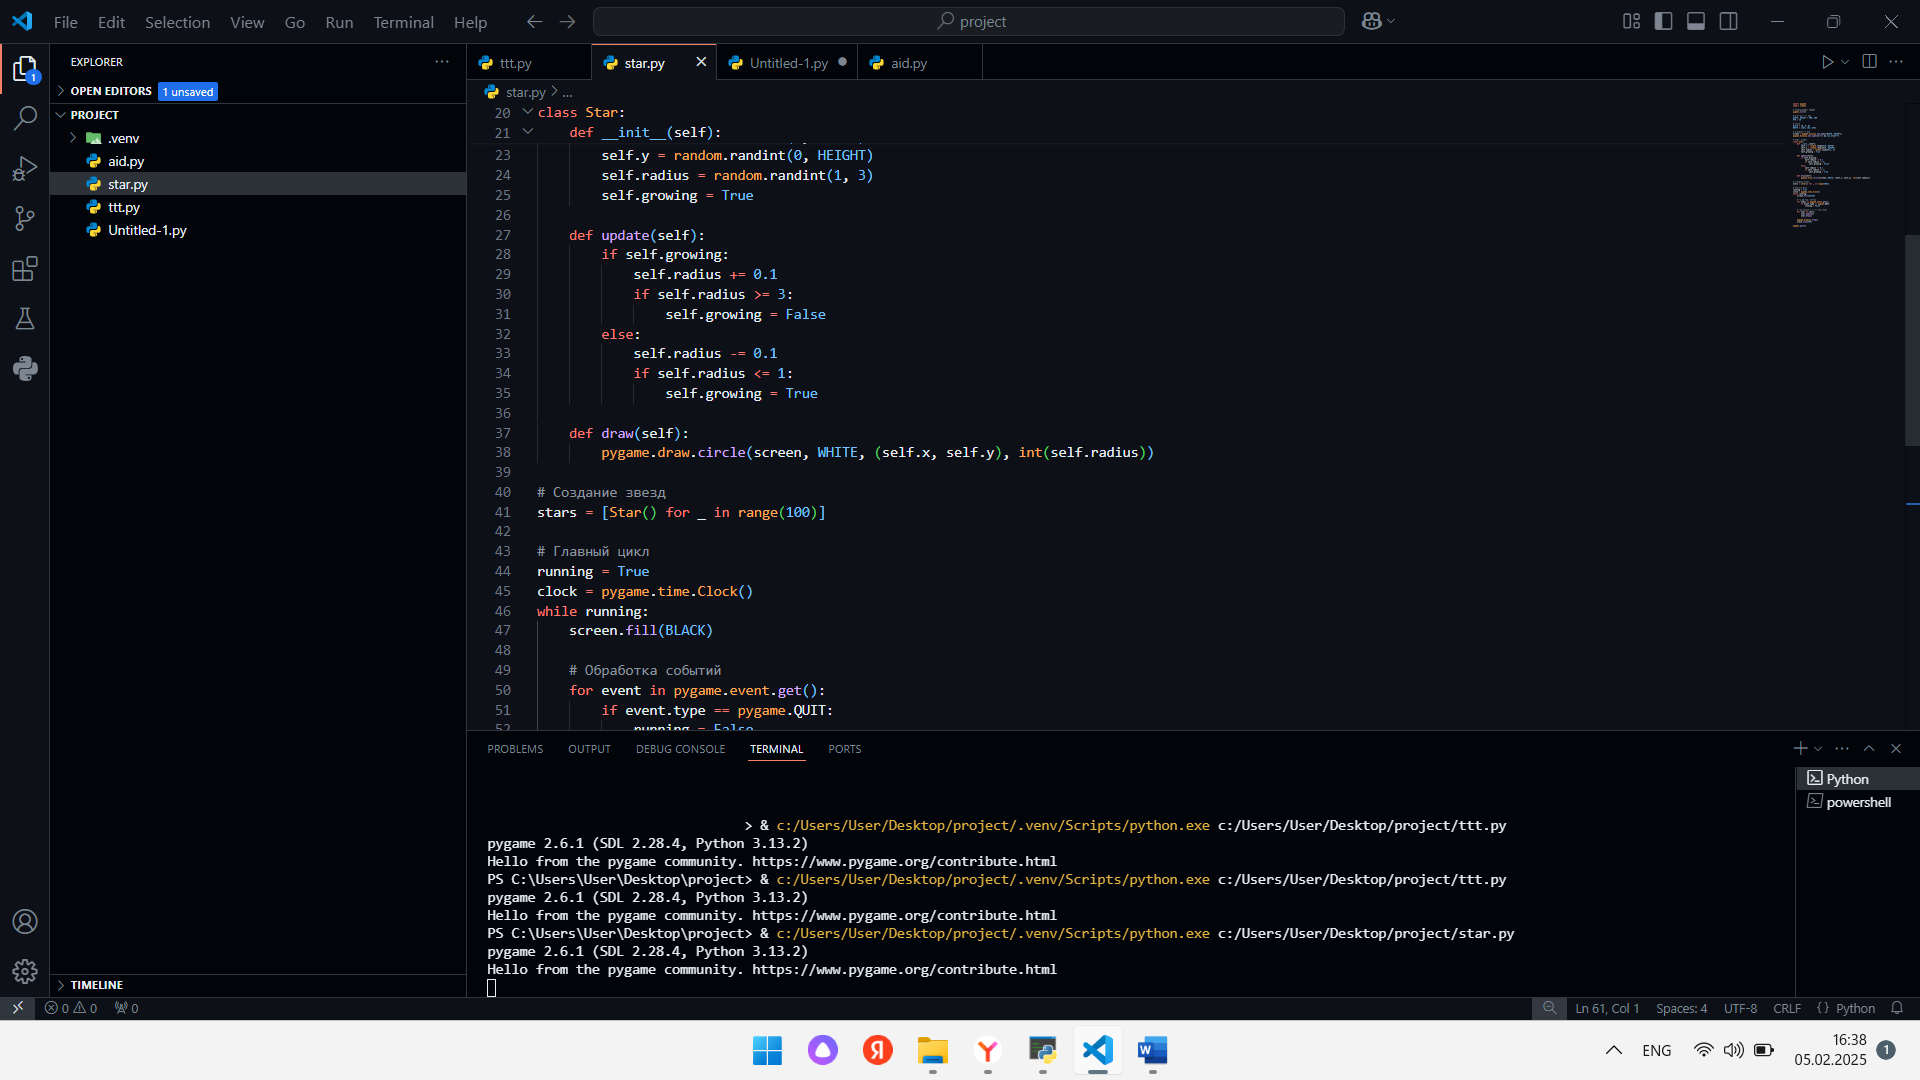 File Edit Selection View Go Run Terminal Help
project
EXPLORER
OPEN EDITORS 1 unsaved
PROJECT
.venv
aid.py
star.py
ttt.py
Untitled-1.py
TIMELINE
1
ttt.py star.py Untitled-1.py aid.py
star.py > ...
20 class Star:
21     def __init__(self):
23         self.y = random.randint(0, HEIGHT)
24         self.radius = random.randint(1, 3)
25         self.growing = True
26
27     def update(self):
28         if self.growing:
29             self.radius += 0.1
30             if self.radius >= 3:
31                 self.growing = False
32         else:
33             self.radius -= 0.1
34             if self.radius <= 1:
35                 self.growing = True
36
37     def draw(self):
38         pygame.draw.circle(screen, WHITE, (self.x, self.y), int(self.radius))
39
40 # Создание звезд
41 stars = [Star() for _ in range(100)]
42
43 # Главный цикл
44 running = True
45 clock = pygame.time.Clock()
46 while running:
47     screen.fill(BLACK)
48
49     # Обработка событий
50     for event in pygame.event.get():
51         if event.type == pygame.QUIT:
52             running = False
PROBLEMS OUTPUT DEBUG CONSOLE TERMINAL PORTS
> & c:/Users/User/Desktop/project/.venv/Scripts/python.exe c:/Users/User/Desktop/project/ttt.py
pygame 2.6.1 (SDL 2.28.4, Python 3.13.2)
Hello from the pygame community. https://www.pygame.org/contribute.html
PS C:\Users\User\Desktop\project> & c:/Users/User/Desktop/project/.venv/Scripts/python.exe c:/Users/User/Desktop/project/ttt.py
pygame 2.6.1 (SDL 2.28.4, Python 3.13.2)
Hello from the pygame community. https://www.pygame.org/contribute.html
PS C:\Users\User\Desktop\project> & c:/Users/User/Desktop/project/.venv/Scripts/python.exe c:/Users/User/Desktop/project/star.py
pygame 2.6.1 (SDL 2.28.4, Python 3.13.2)
Hello from the pygame community. https://www.pygame.org/contribute.html
Python
powershell
0 0 0
Ln 61, Col 1 Spaces: 4 UTF-8 CRLF {} Python
Я
W
ENG
16:38
05.02.2025
1